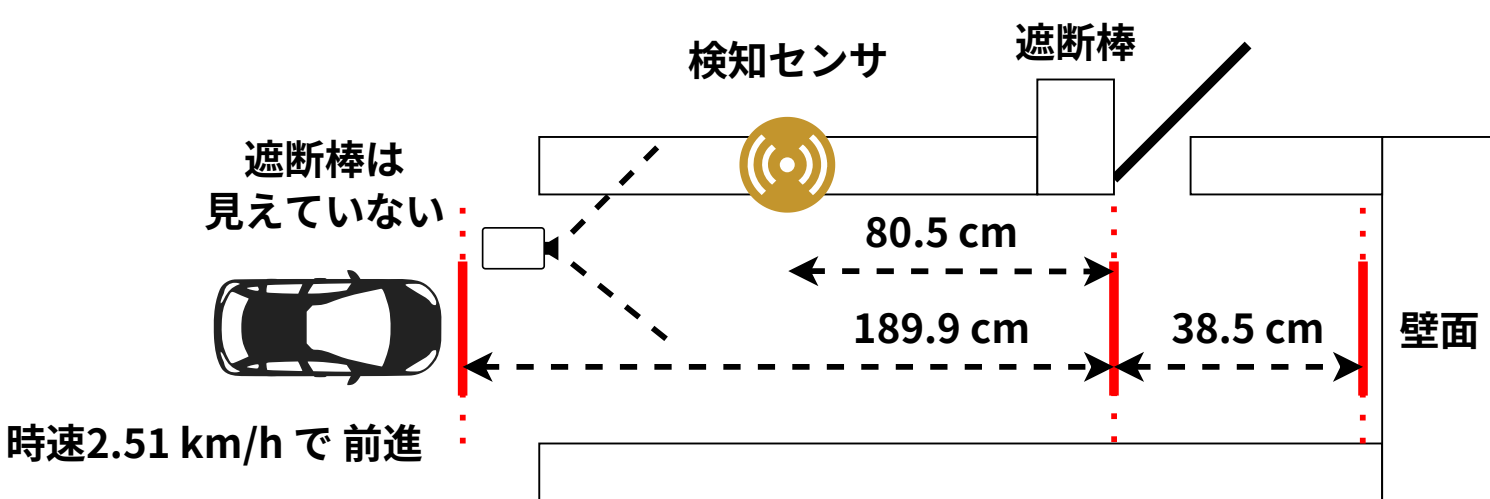 検知センサ
遮断棒
遮断棒は
見えていない
80.5 cm
189.9 cm
38.5 cm
壁面
時速2.51 km/h で 前進